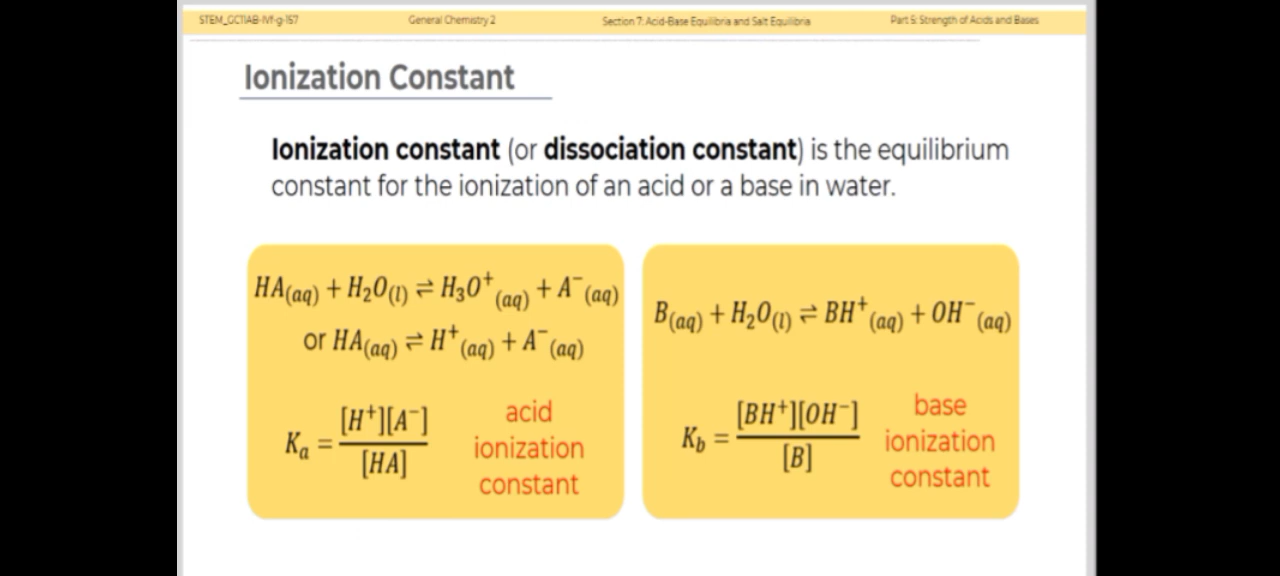 STEM_GC11AB-IVf-g-157 General Chemistry 2 Section 7: Acid-Base Equilibria and Salt Equilibria Part 5: Strength of Acids and Bases
Ionization Constant
Ionization constant (or dissociation constant) is the equilibrium
constant for the ionization of an acid or a base in water.
HA(aq) + H₂O(l) ⇌ H₃O⁺(aq) + A⁻(aq)
or HA(aq) ⇌ H⁺(aq) + A⁻(aq)
Kₐ = [H⁺][A⁻] / [HA]
acid
ionization
constant
B(aq) + H₂O(l) ⇌ BH⁺(aq) + OH⁻(aq)
K_b = [BH⁺][OH⁻] / [B]
base
ionization
constant